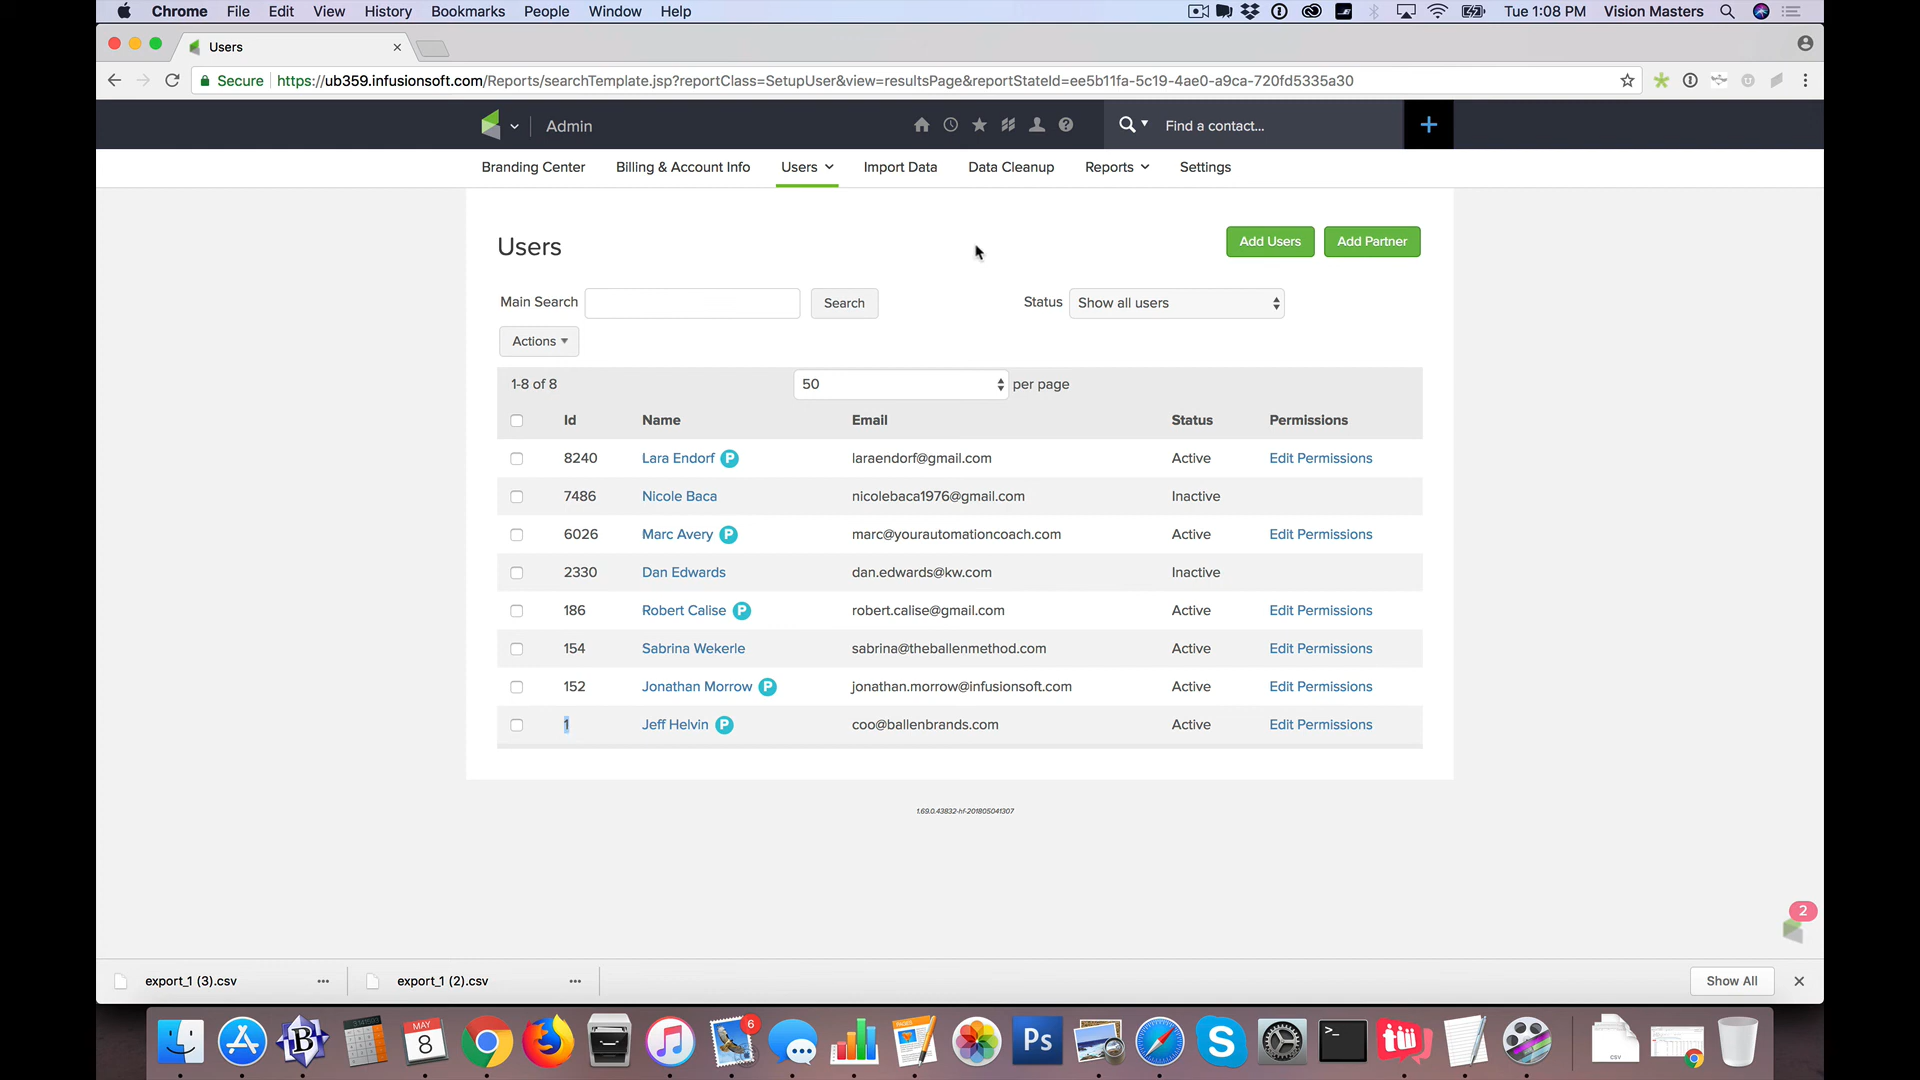 Chrome File Edit View History Bookmarks People Window Help Tue 1:08 PM Vision Masters
Users
Secure https://ub359.infusionsoft.com/Reports/searchTemplate.jsp?reportClass=SetupUser&view=resultsPage&reportStateId=ee5b11fa-5c19-4ae0-a9ca-720fd5335a30
Admin Find a contact...
Branding Center Billing & Account Info Users Import Data Data Cleanup Reports Settings
Users Add Users Add Partner
Main Search Search Status Show all users
Actions
1-8 of 8 50 per page
Id Name Email Status Permissions
8240 Lara Endorf P laraendorf@gmail.com Active Edit Permissions
7486 Nicole Baca nicolebaca1976@gmail.com Inactive
6026 Marc Avery P marc@yourautomationcoach.com Active Edit Permissions
2330 Dan Edwards dan.edwards@kw.com Inactive
186 Robert Calise P robert.calise@gmail.com Active Edit Permissions
154 Sabrina Wekerle sabrina@theballenmethod.com Active Edit Permissions
152 Jonathan Morrow P jonathan.morrow@infusionsoft.com Active Edit Permissions
1 Jeff Helvin P coo@ballenbrands.com Active Edit Permissions
1.69.0.43832-hf-201805041307
2
export_1 (3).csv export_1 (2).csv Show All
MAY
8
6
Ps
CSV